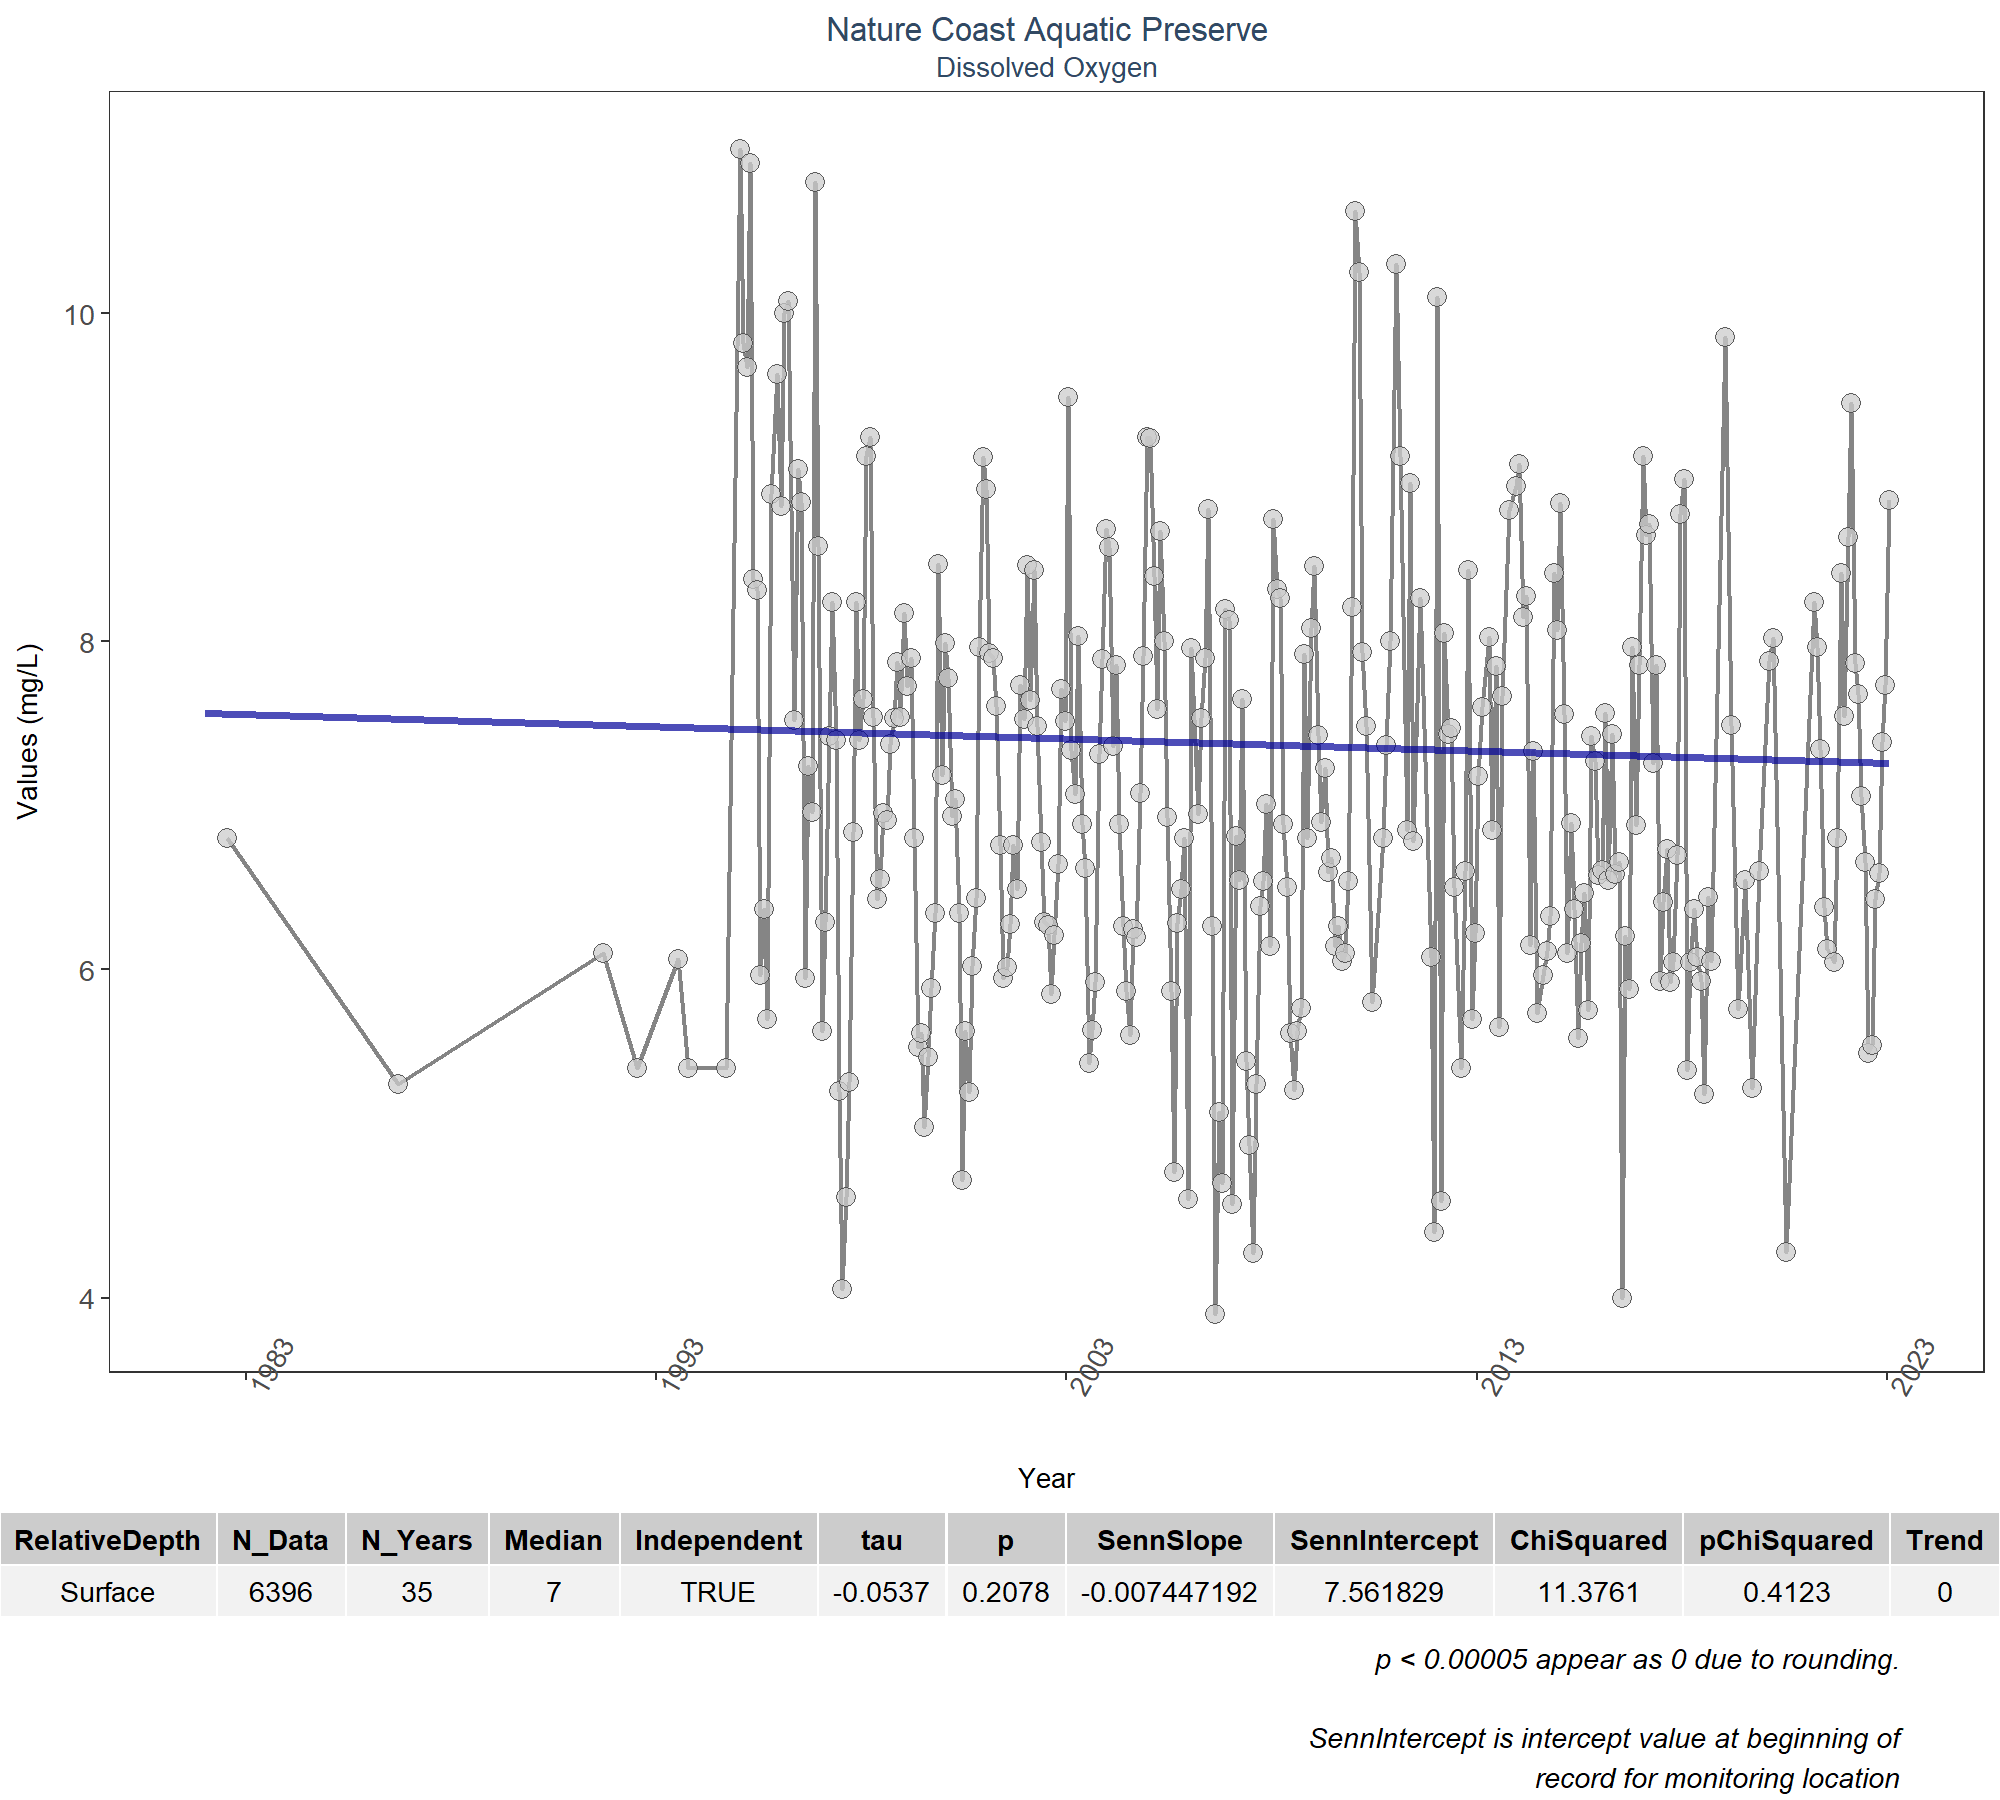 Nature Coast Aquatic Preserve
Dissolved Oxygen
Values (mg/L)
10
8
6
4
1983 1993 2003 2013 2023
Year
RelativeDepth N_Data N_Years Median Independent tau p SennSlope SennIntercept ChiSquared pChiSquared Trend
Surface 6396 35 7 TRUE -0.0537 0.2078 -0.007447192 7.561829 11.3761 0.4123 0
p < 0.00005 appear as 0 due to rounding.
SennIntercept is intercept value at beginning of
record for monitoring location